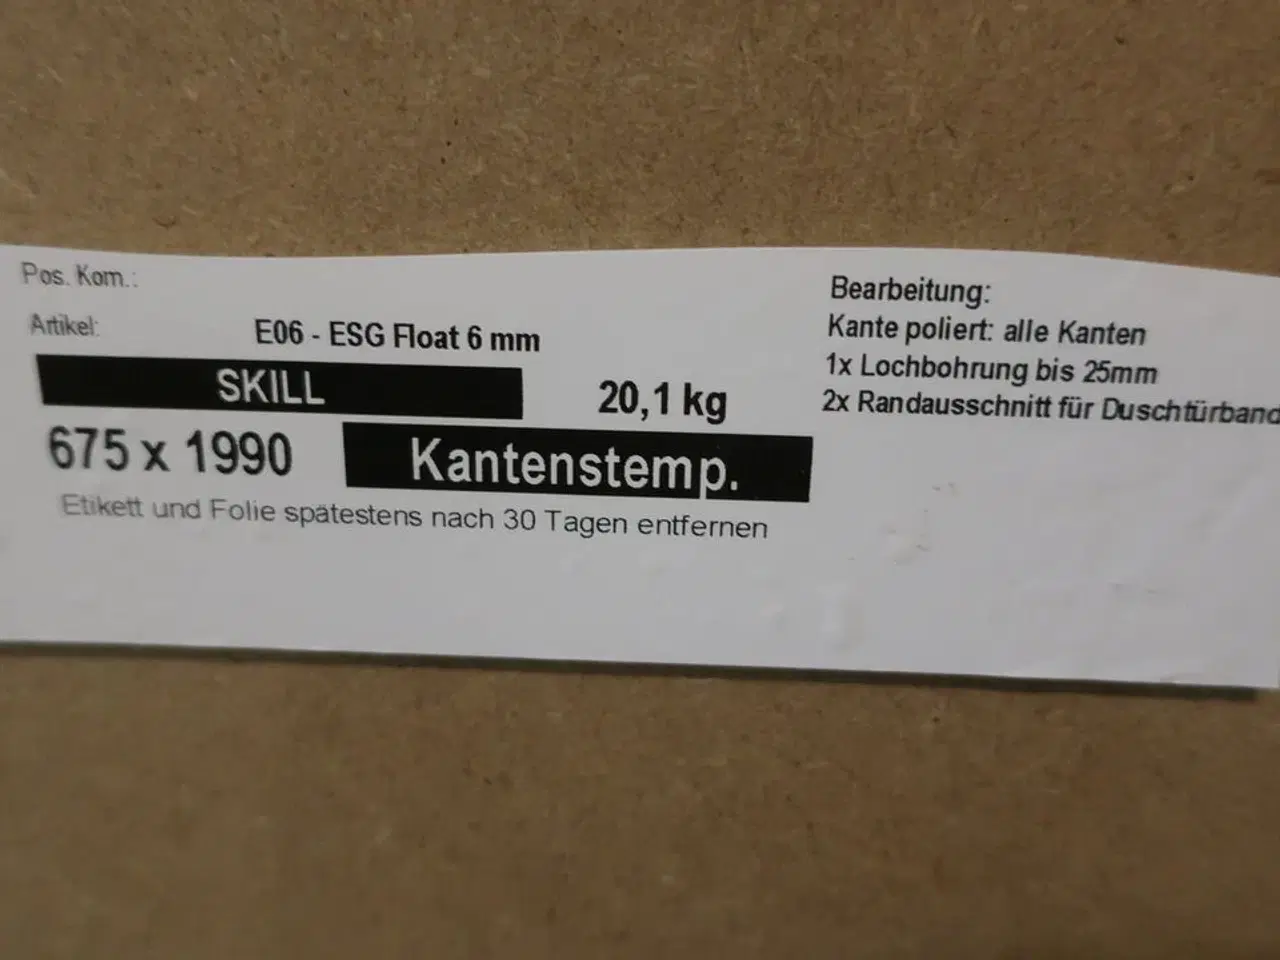 Pos. Kom.:
Artikel:
E06 - ESG Float 6 mm
SKILL
20,1 kg
675 x 1990
Kantenstemp.
Etikett und Folie spätestens nach 30 Tagen entfernen
Bearbeitung:
Kante poliert: alle Kanten
1x Lochbohrung bis 25mm
2x Randausschnitt für Duschtürband